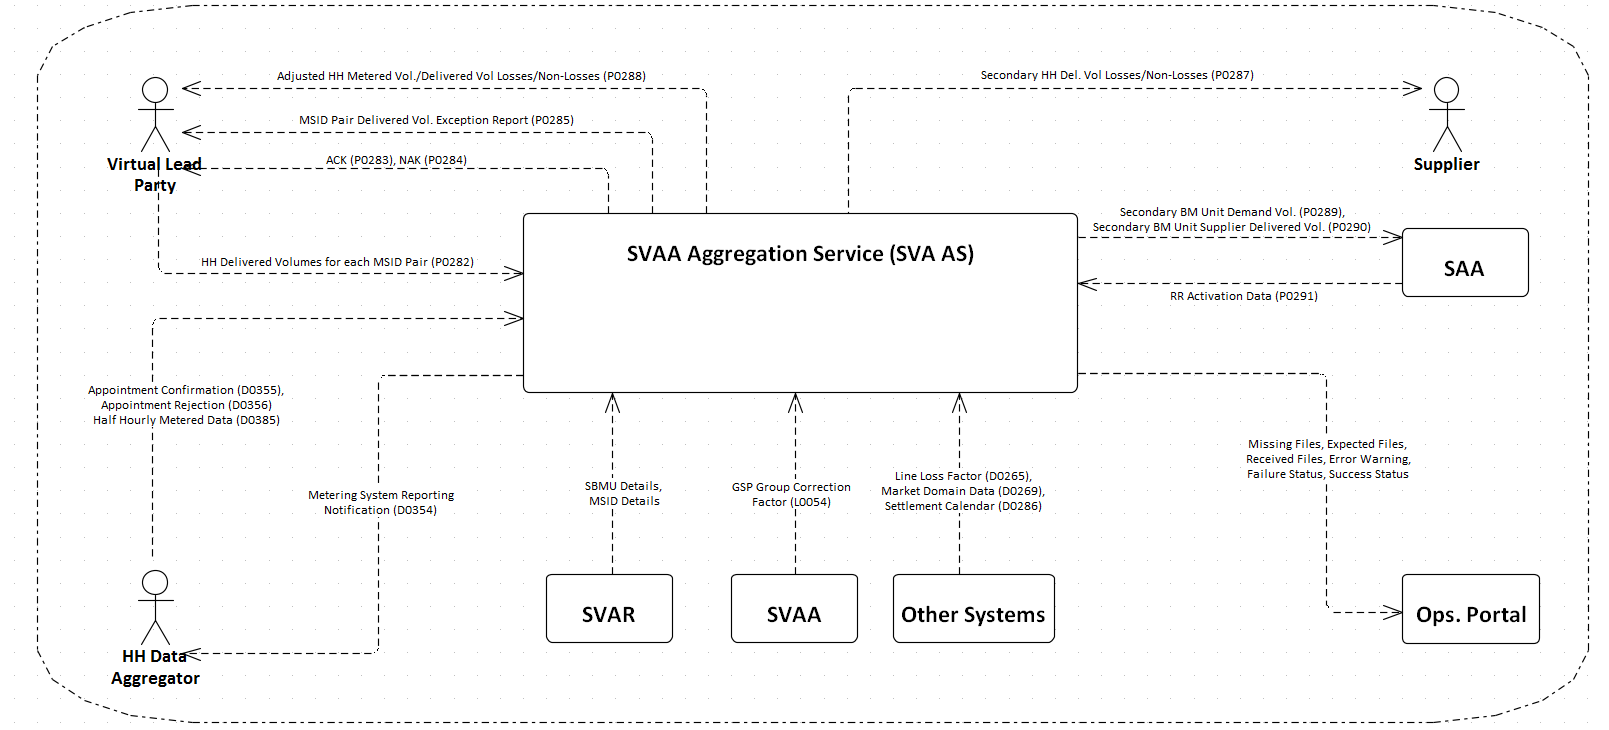 Adjusted HH Metered Vol./Delivered Vol Losses/Non-Losses (P0288)
Secondary HH Del. Vol Losses/Non-Losses (P0287)
MSID Pair Delivered Vol. Exception Report (P0285)
ACK (P0283), NAK (P0284)
Virtual Lead
Party
Supplier
Secondary BM Unit Demand Vol. (P0289),
Secondary BM Unit Supplier Delivered Vol. (P0290)
SVAA Aggregation Service (SVA AS)
HH Delivered Volumes for each MSID Pair (P0282)
SAA
RR Activation Data (P0291)
Appointment Confirmation (D0355),
Appointment Rejection (D0356)
Half Hourly Metered Data (D0385)
Metering System Reporting
Notification (D0354)
SBMU Details,
MSID Details
GSP Group Correction
Factor (L0054)
Line Loss Factor (D0265),
Market Domain Data (D0269),
Settlement Calendar (D0286)
Missing Files, Expected Files,
Received Files, Error Warning,
Failure Status, Success Status
SVAR
SVAA
Other Systems
Ops. Portal
HH Data
Aggregator